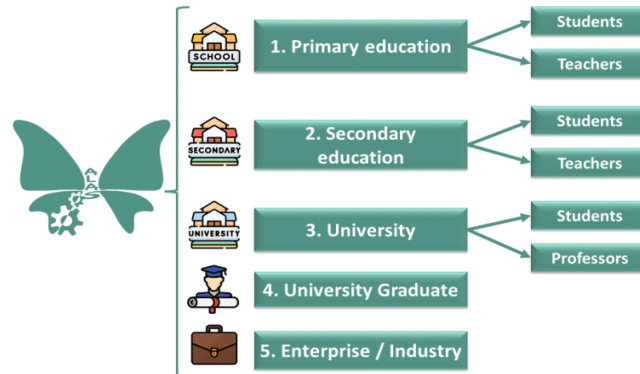 SCHOOL
1. Primary education
Students
Teachers
SECONDARY
2. Secondary
education
Students
Teachers
ALAS
UNIVERSITY
3. University
Students
Professors
4. University Graduate
5. Enterprise / Industry